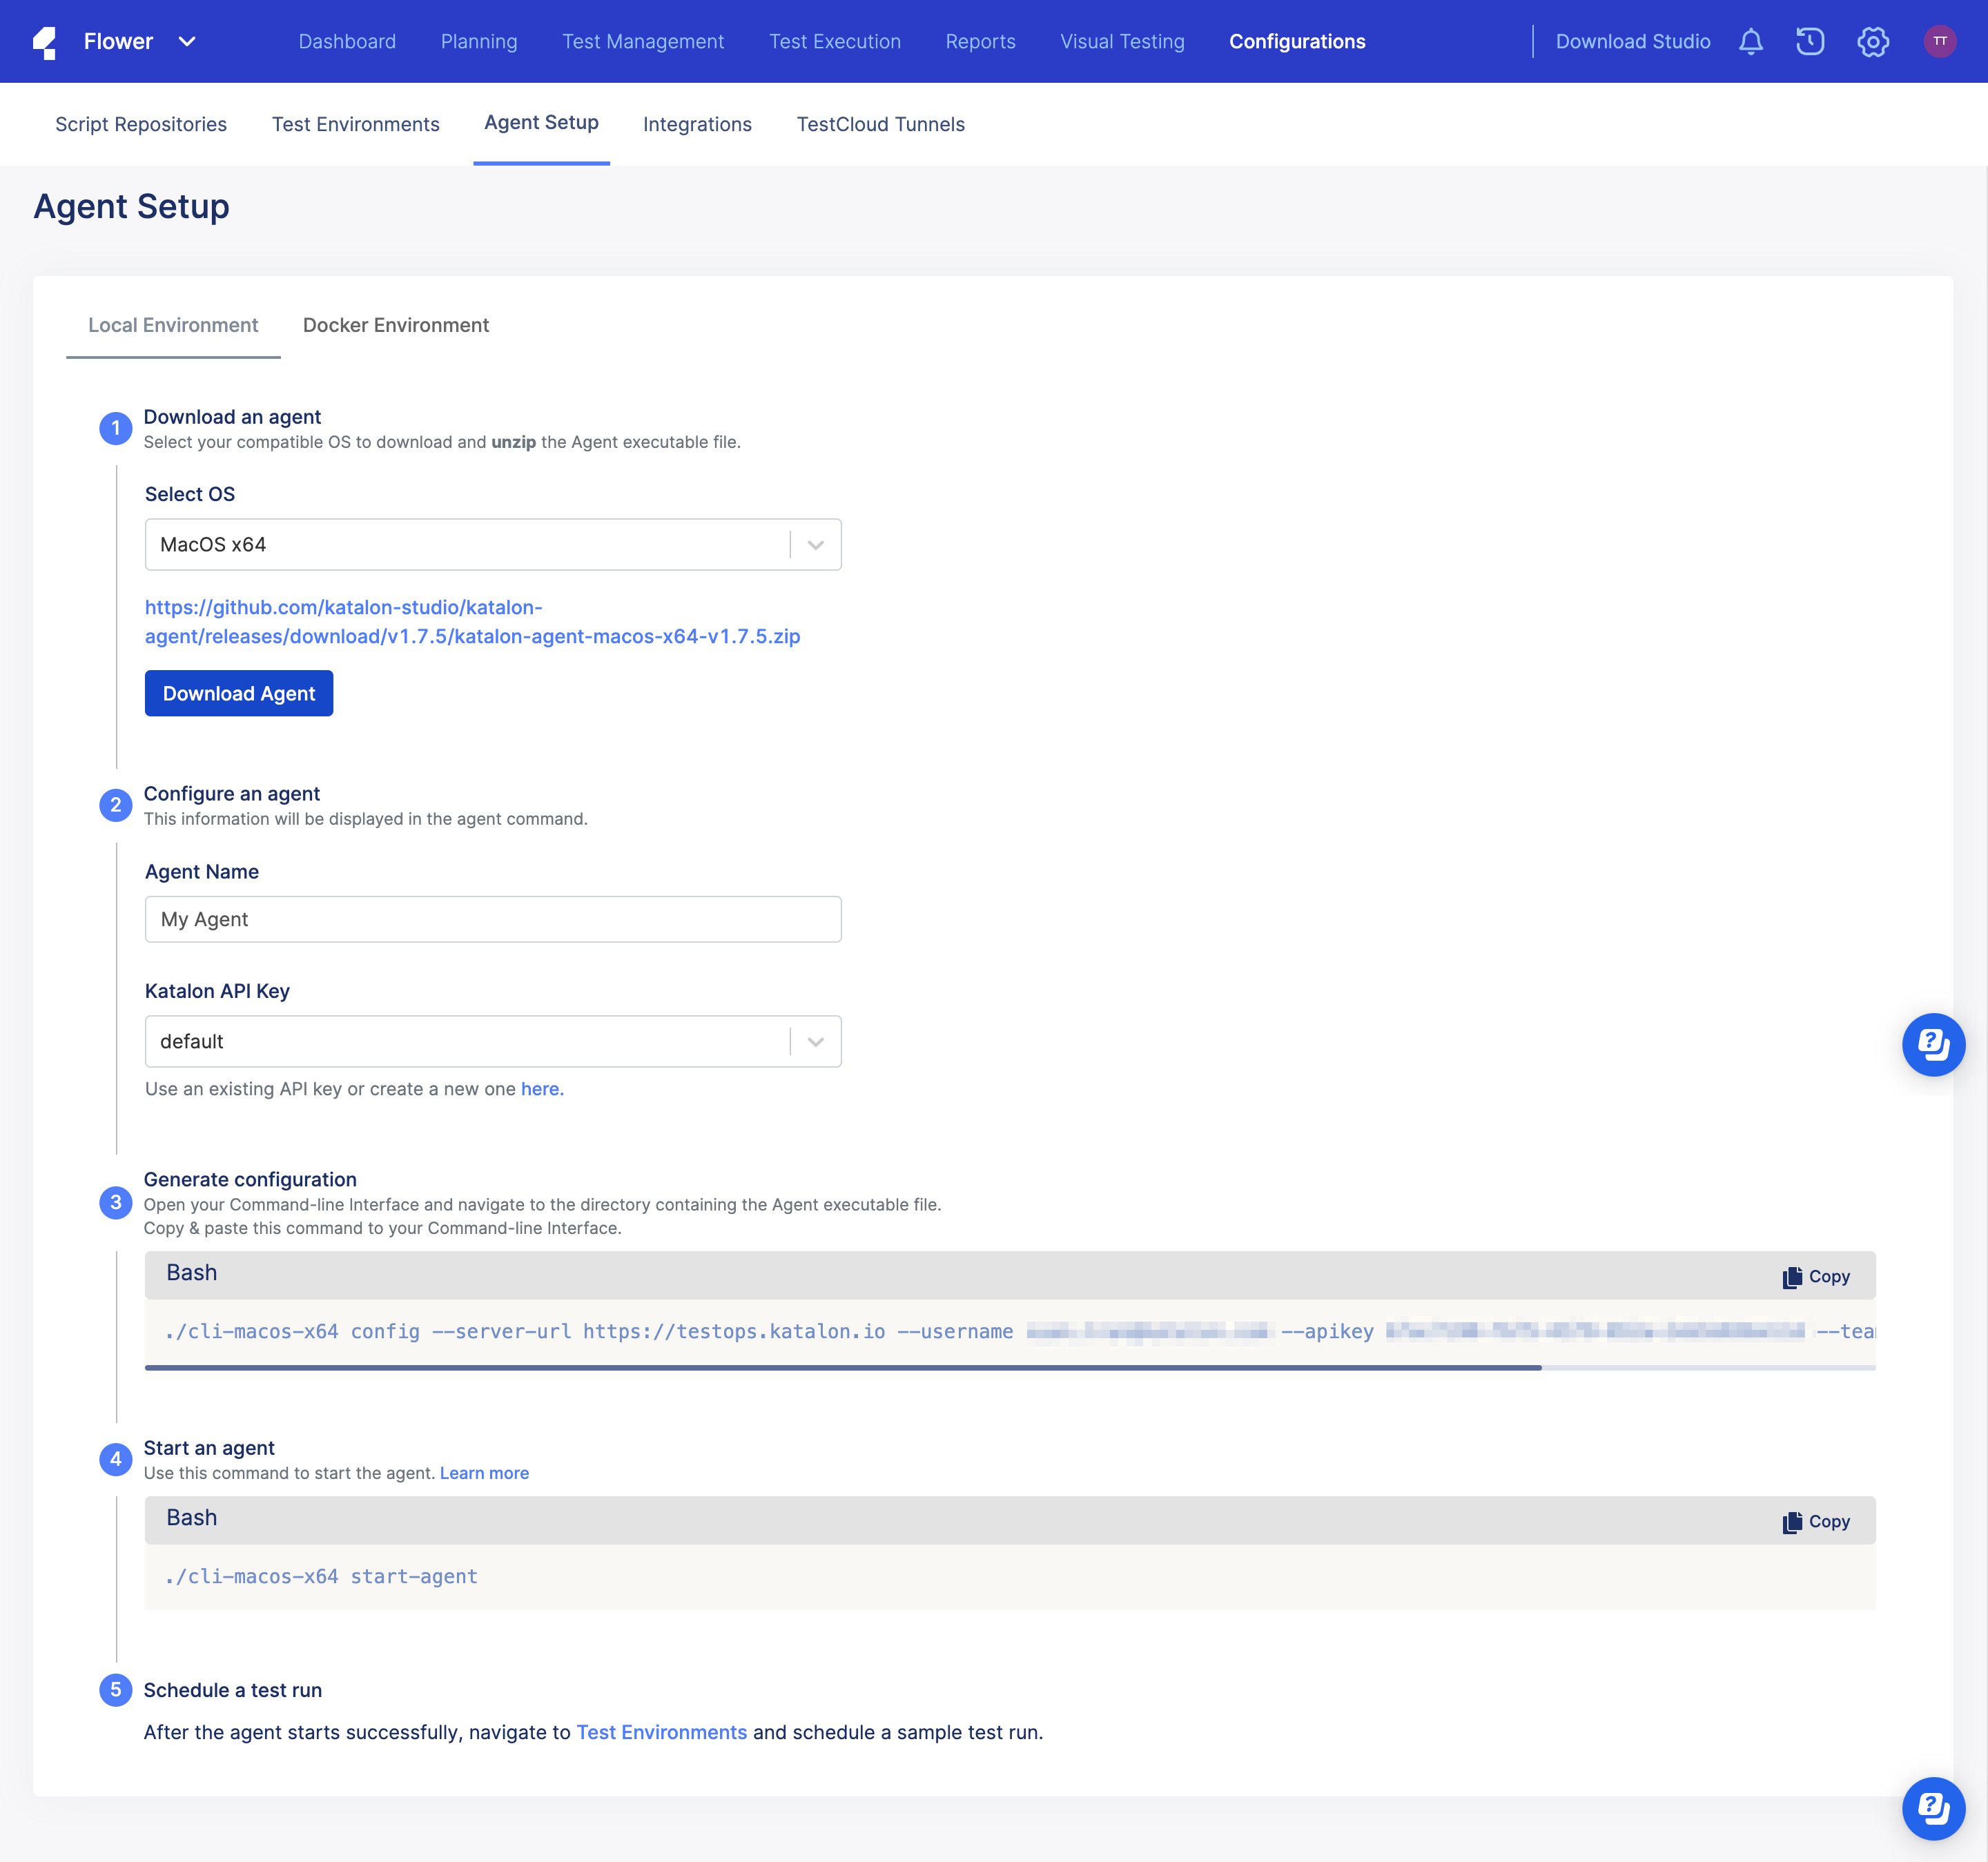 Flower
Dashboard Planning Test Management Test Execution Reports Visual Testing Configurations
Download Studio
TT
Script Repositories Test Environments Agent Setup Integrations TestCloud Tunnels
Agent Setup
Local Environment Docker Environment
1 Download an agent
Select your compatible OS to download and unzip the Agent executable file.
Select OS
MacOS x64
https://github.com/katalon-studio/katalon-
agent/releases/download/v1.7.5/katalon-agent-macos-x64-v1.7.5.zip
Download Agent
2 Configure an agent
This information will be displayed in the agent command.
Agent Name
My Agent
Katalon API Key
default
Use an existing API key or create a new one here.
3 Generate configuration
Open your Command-line Interface and navigate to the directory containing the Agent executable file.
Copy & paste this command to your Command-line Interface.
Bash Copy
./cli-macos-x64 config --server-url https://testops.katalon.io --username --apikey --tea
4 Start an agent
Use this command to start the agent. Learn more
Bash Copy
./cli-macos-x64 start-agent
5 Schedule a test run
After the agent starts successfully, navigate to Test Environments and schedule a sample test run.